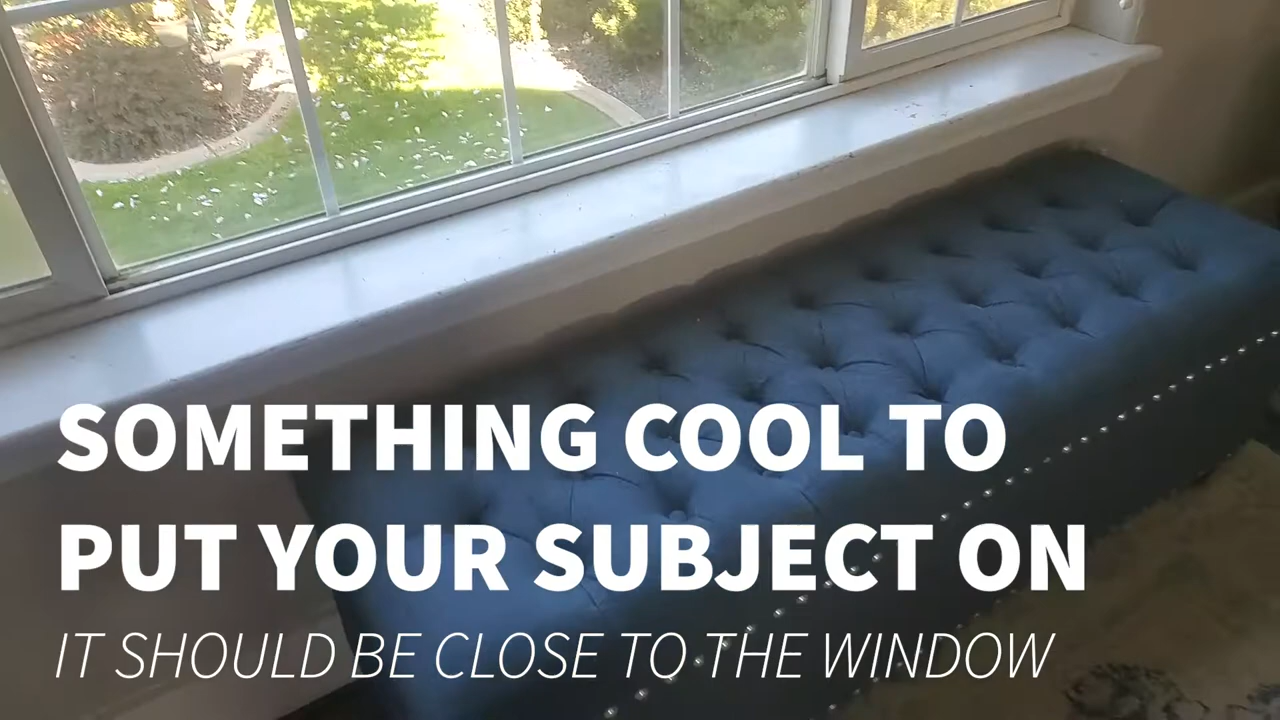 SOMETHING COOL TO
PUT YOUR SUBJECT ON
IT SHOULD BE CLOSE TO THE WINDOW